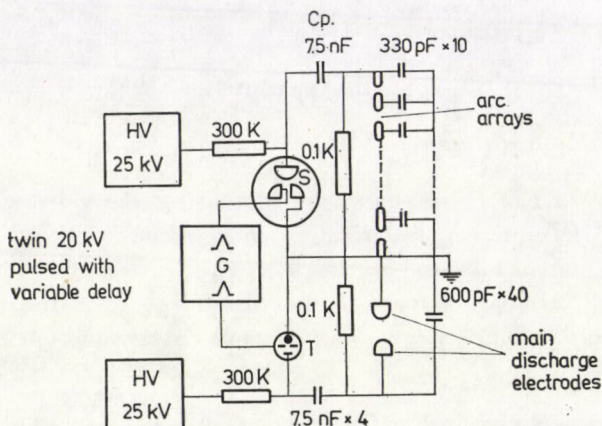 Cp.
7.5 nF
330 pF × 10
arc
arrays
HV
25 kV
300 K
0.1 K
S
twin 20 kV
pulsed with
variable delay
G
0.1 K
600 pF × 40
T
main
discharge
electrodes
HV
25 kV
300 K
7.5 nF × 4